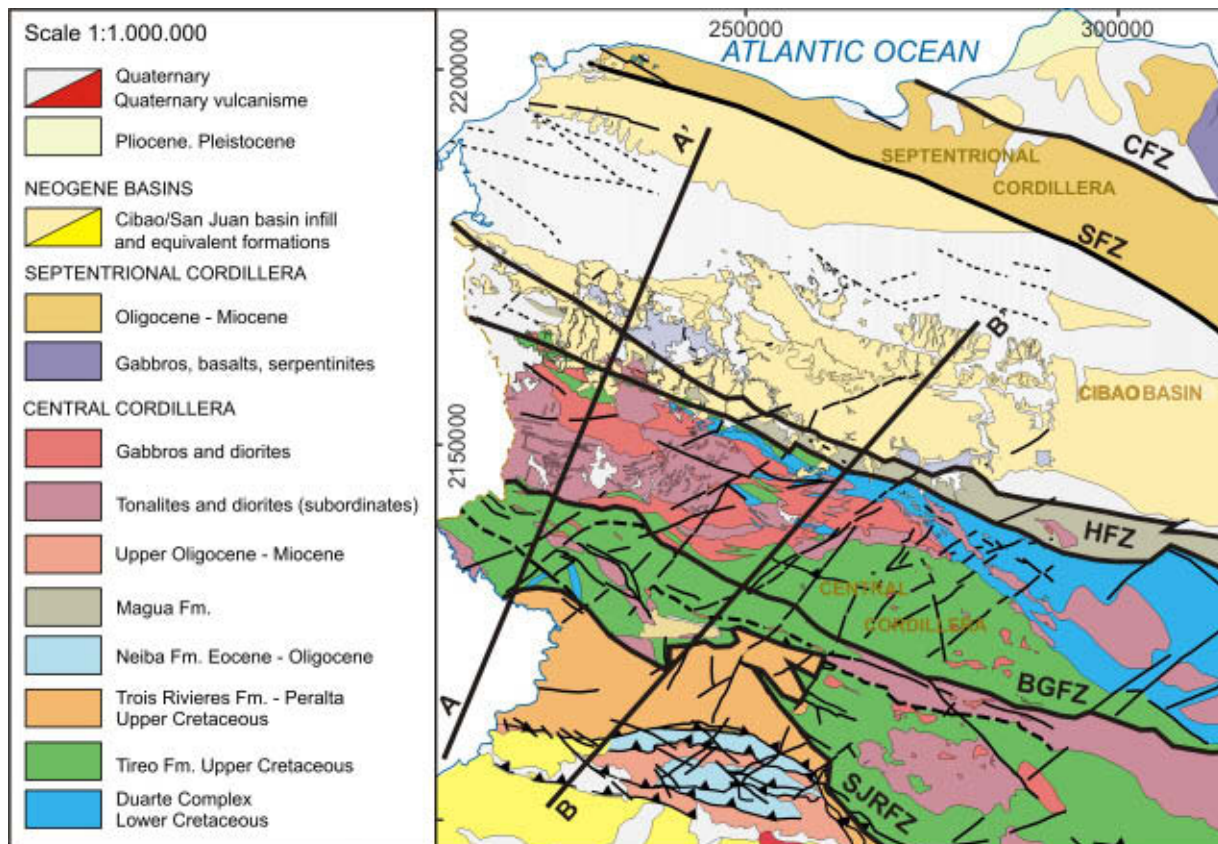 Scale 1:1.000.000
Quaternary
Quaternary vulcanisme
Pliocene. Pleistocene
NEOGENE BASINS
Cibao/San Juan basin infill
and equivalent formations
SEPTENTRIONAL CORDILLERA
Oligocene - Miocene
Gabbros, basalts, serpentinites
CENTRAL CORDILLERA
Gabbros and diorites
Tonalites and diorites (subordinates)
Upper Oligocene - Miocene
Magua Fm.
Neiba Fm. Eocene - Oligocene
Trois Rivieres Fm. - Peralta
Upper Cretaceous
Tireo Fm. Upper Cretaceous
Duarte Complex
Lower Cretaceous
250000
300000
ATLANTIC OCEAN
2200000
A'
CFZ
SEPTENTRIONAL
CORDILLERA
SFZ
B'
CIBAO BASIN
2150000
HFZ
CENTRAL
CORDILLERA
BGFZ
A
B
SJRFZ